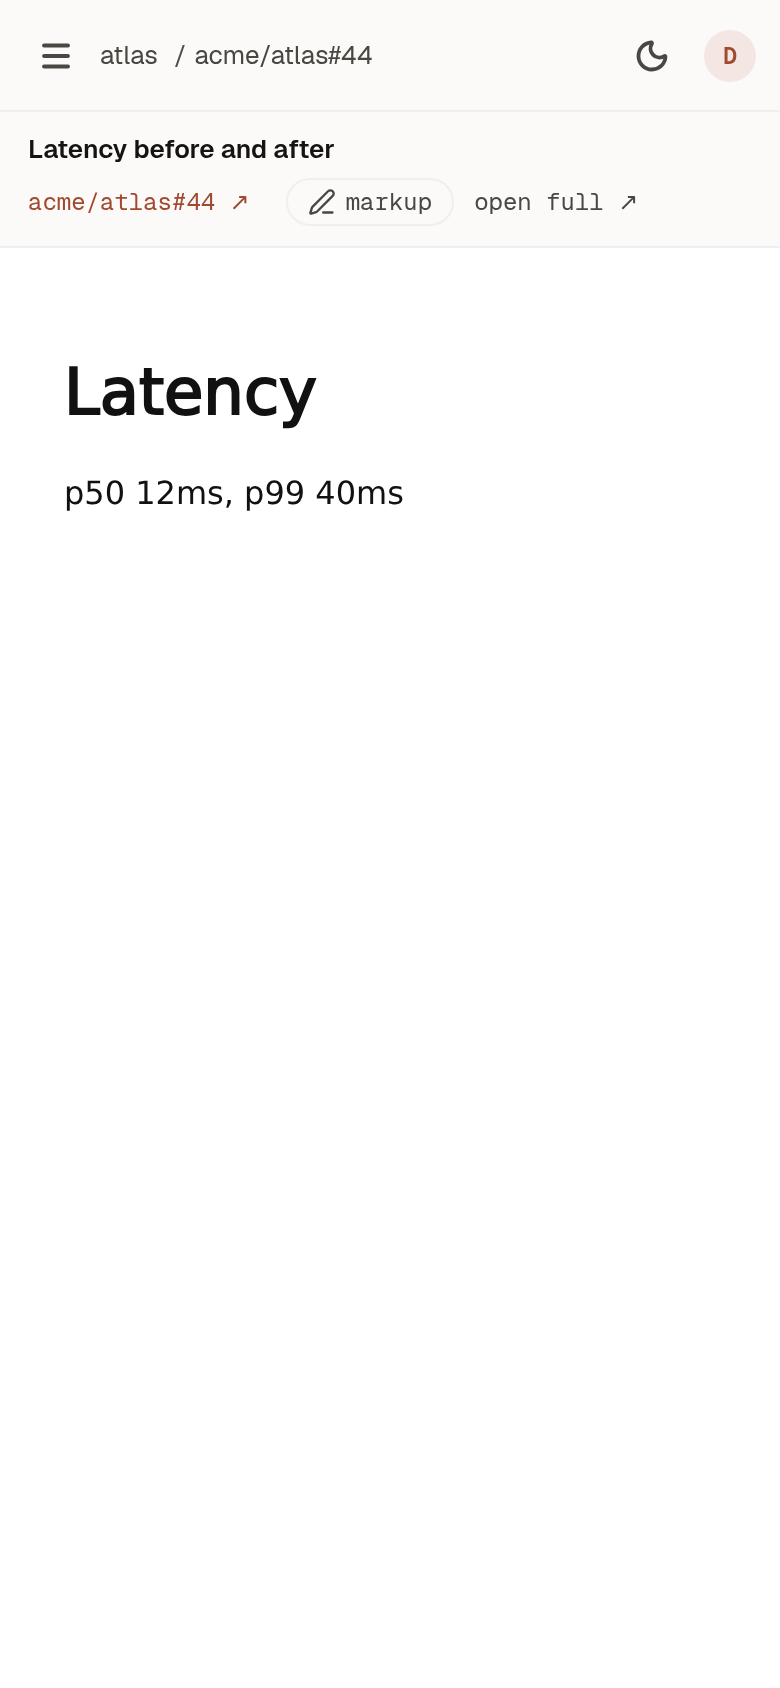 atlas / acme/atlas#44
D
Latency before and after
acme/atlas#44 ↗
markup
open full ↗
Latency
p50 12ms, p99 40ms